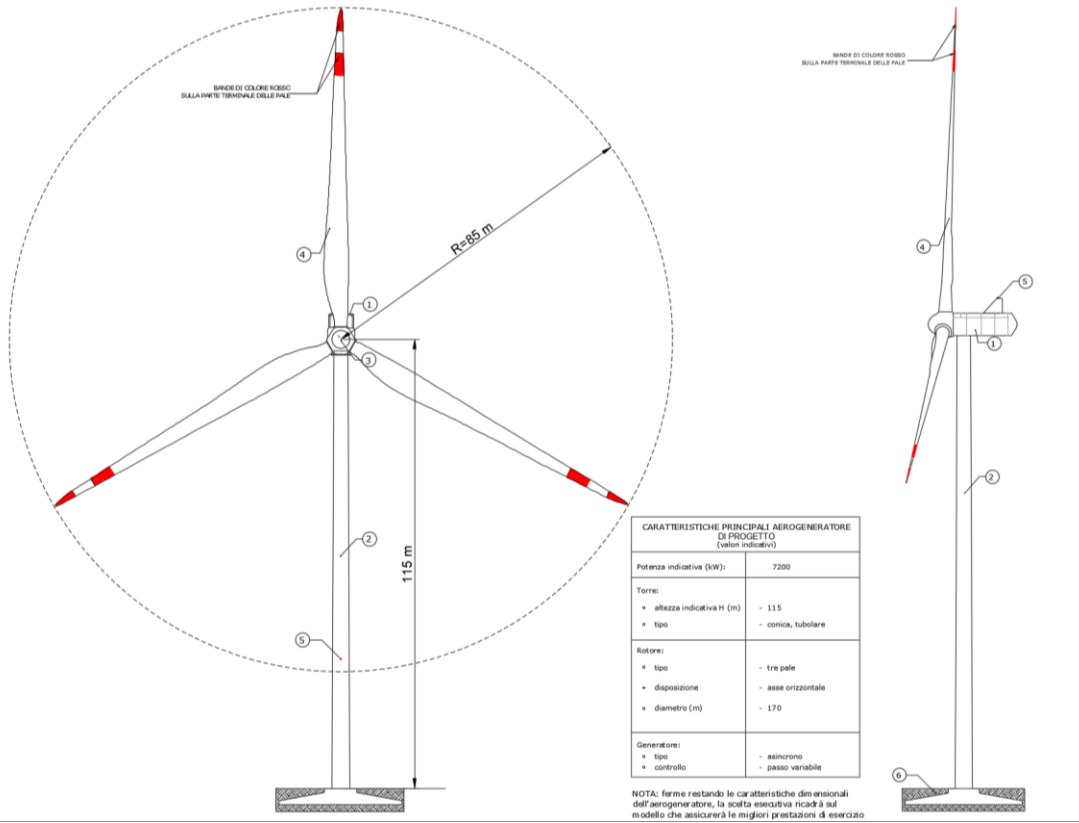 BANDE DI COLORE ROSSO
SULLA PARTE TERMINALE DELLE PALE
R=85 m
4
1
3
2
115 m
5
BANDE DI COLORE ROSSO
SULLA PARTE TERMINALE DELLE PALE
4
5
1
2
6
CARATTERISTICHE PRINCIPALI AEROGENERATORE
DI PROGETTO
(valori indicativi)
Potenza indicativa (kW): 7200
Torre:
" altezza indicativa H (m) - 115
" tipo - conica, tubolare
Rotore:
" tipo - tre pale
" disposizione - asse orizzontale
" diametro (m) - 170
Generatore:
" tipo - asincrono
" controllo - passo variabile
NOTA: ferme restando le caratteristiche dimensionali
dell'aerogeneratore, la scelta esecutiva ricadrà sul
modello che assicurerà le migliori prestazioni di esercizio